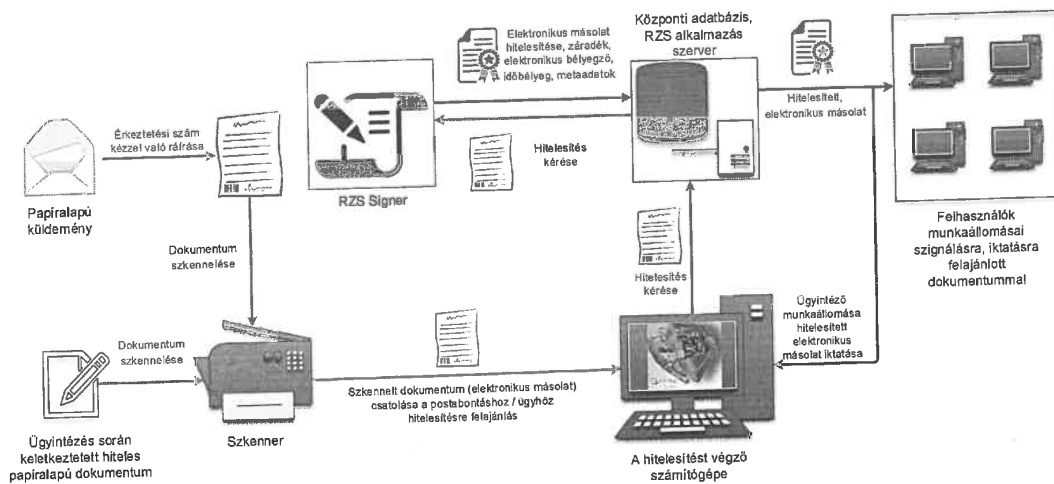 Elektronikus másolat
hitelesítése, záradék,
elektronikus bélyegző,
időbélyeg, metaadatok
Központi adatbázis,
RZS alkalmazás
szerver
Hitelesített,
elektronikus másolat
Érkeztetési szám
kézzel való ráírása
Hitelesítés
kérése
RZS Signer
Papíralapú
küldemény
Felhasználók
munkaállomásai
szignálásra, iktatásra
felajánlott
dokumentummal
Dokumentum
szkennelése
Hitelesítés
kérése
Ügyintéző
munkaállomása
hitelesített
elektronikus
másolat iktatása
Dokumentum
szkennelése
Szkennelt dokumentum (elektronikus másolat)
csatolása a postabontáshoz / ügyhöz
hitelesítésre felajánlás
Szkenner
Ügyintézés során
keletkeztetett hiteles
papíralapú dokumentum
A hitelesítést végző
számítógépe